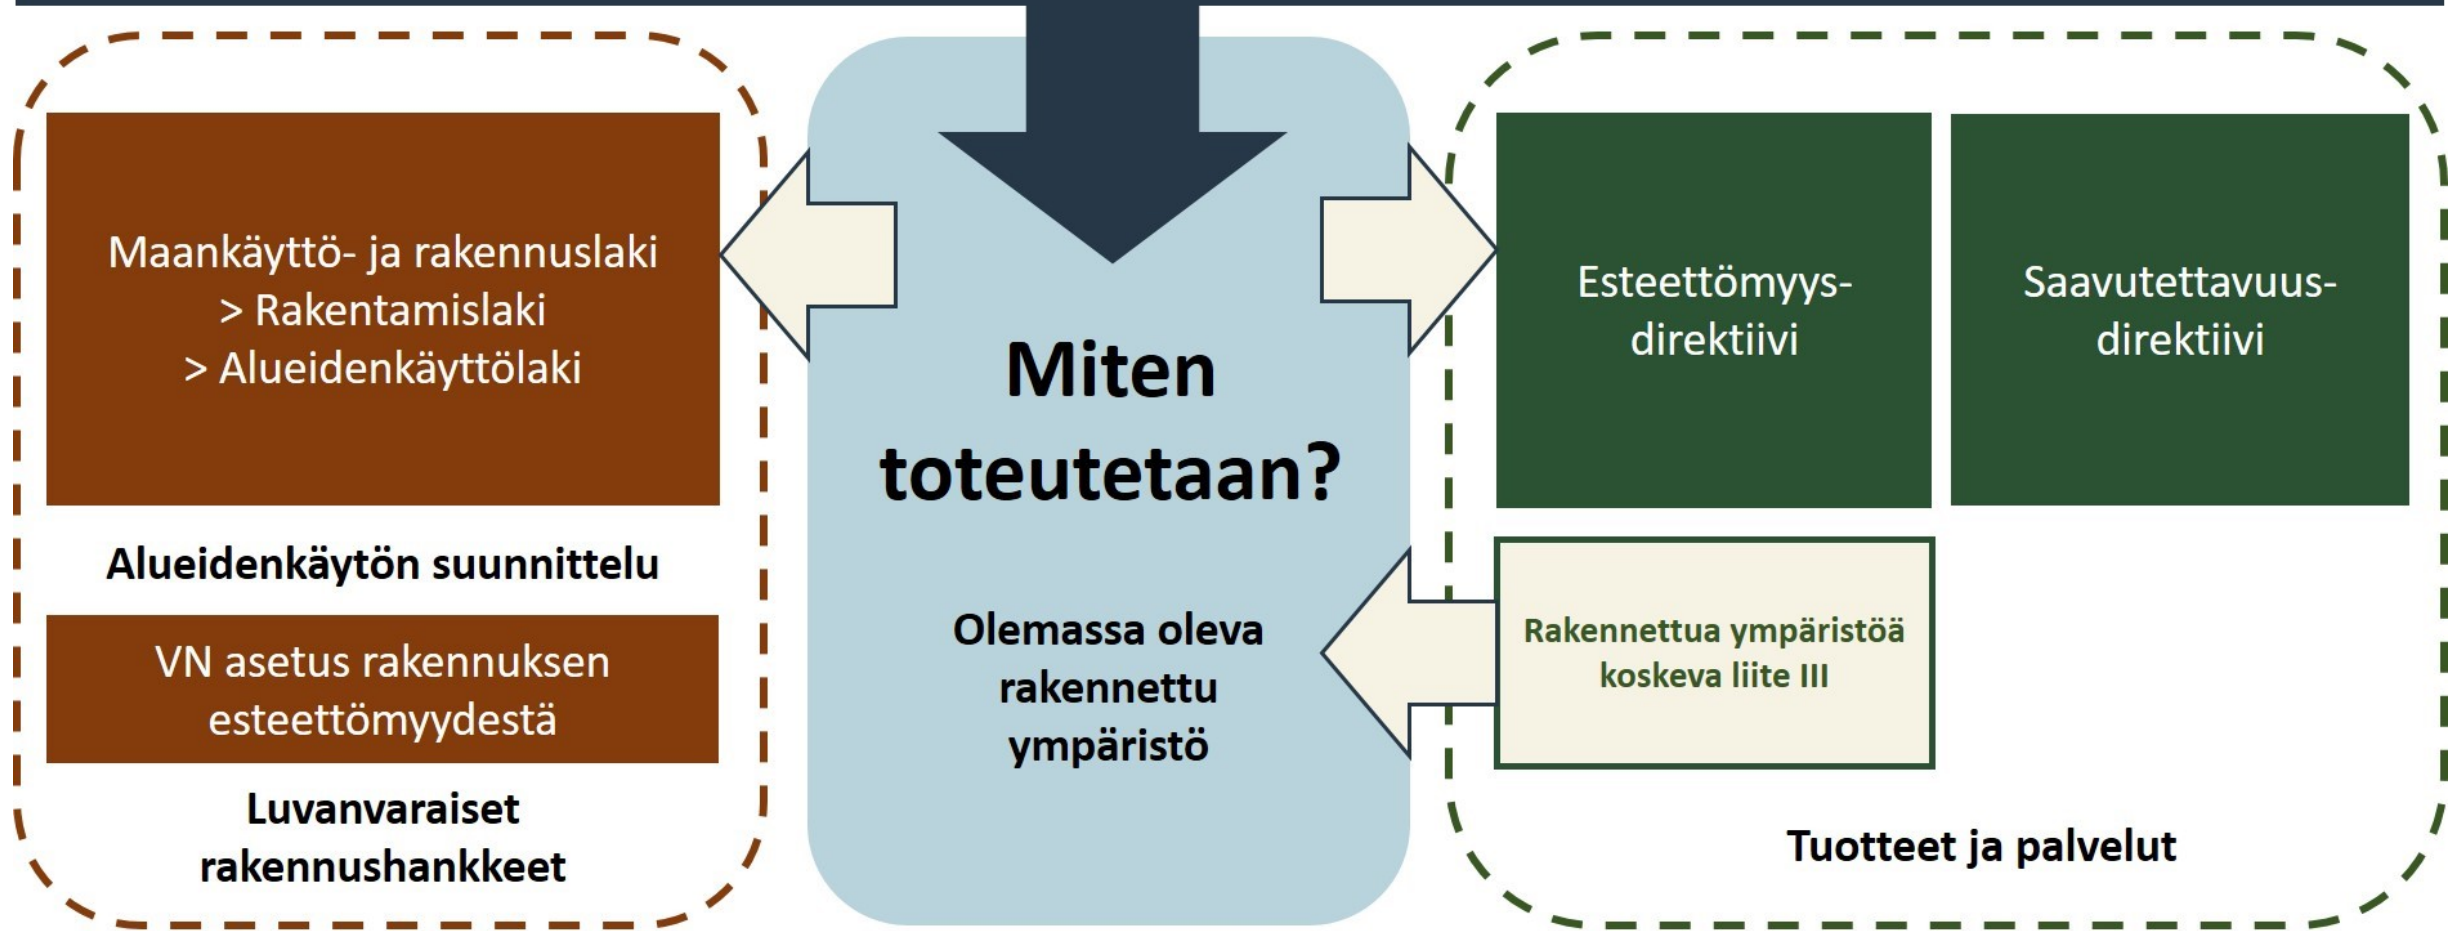 Maankäyttö- ja rakennuslaki
> Rakentamislaki
> Alueidenkäyttölaki
Alueidenkäytön suunnittelu
VN asetus rakennuksen
esteettömyydestä
Luvanvaraiset
rakennushankkeet
Miten
toteutetaan?
Olemassa oleva
rakennettu
ympäristö
Esteettömyys-
direktiivi
Saavutettavuus-
direktiivi
Rakennettua ympäristöä
koskeva liite III
Tuotteet ja palvelut